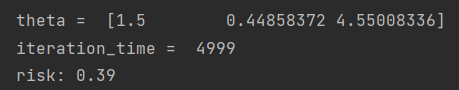 theta =  [1.5        0.44858372 4.55008336]
iteration_time =  4999
risk: 0.39